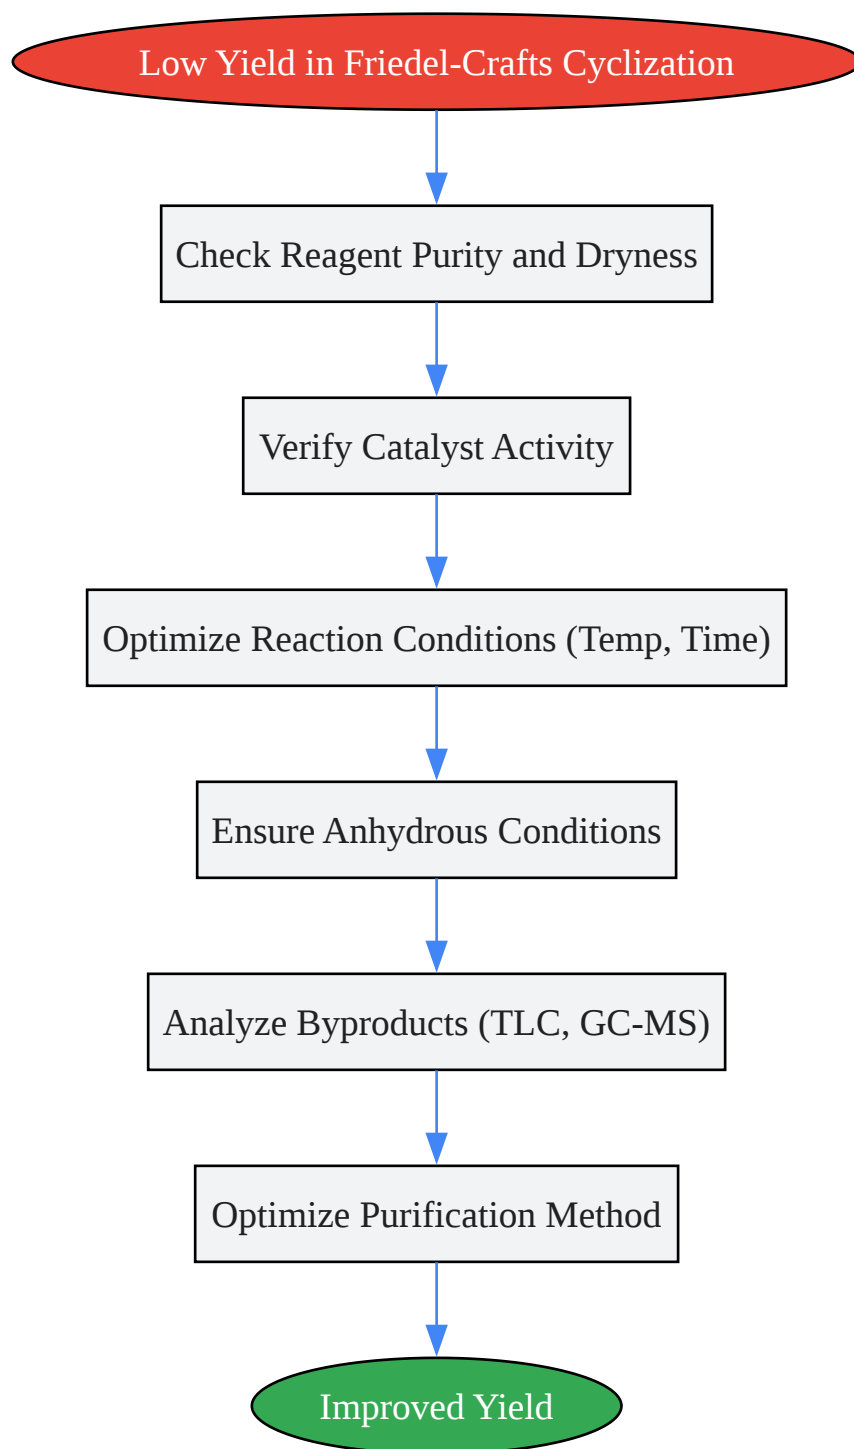 Low Yield in Friedel-Crafts Cyclization
Check Reagent Purity and Dryness
Verify Catalyst Activity
Optimize Reaction Conditions (Temp, Time)
Ensure Anhydrous Conditions
Analyze Byproducts (TLC, GC-MS)
Optimize Purification Method
Improved Yield